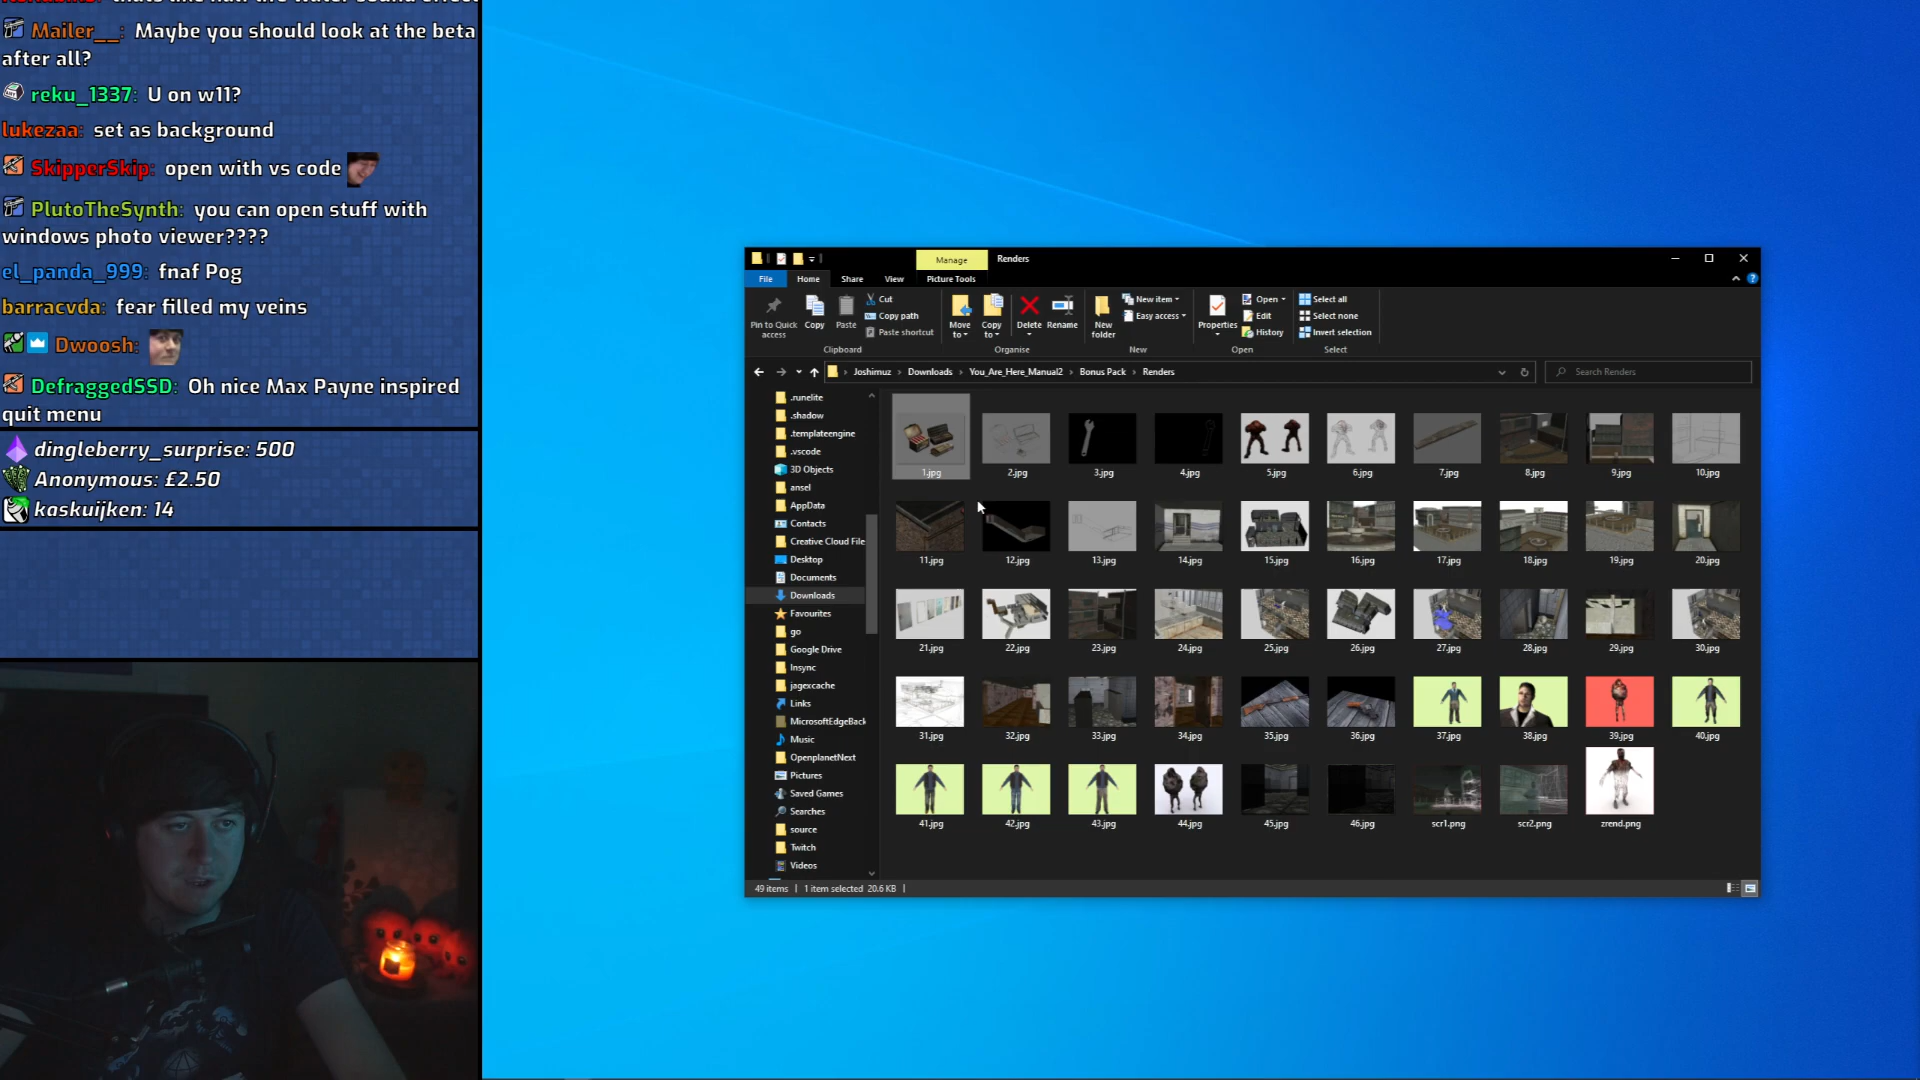 Mailer__: Maybe you should look at the beta
after all?
reku_1337: U on w11?
lukezaa: set as background
SkipperSkip: open with vs code
PlutoTheSynth: you can open stuff with
windows photo viewer????
el_panda_999: fnaf Pog
barracvda: fear filled my veins
Dwoosh:
DefraggedSSD: Oh nice Max Payne inspired
quit menu
dingleberry_surprise: 500
Anonymous: £2.50
kaskuijken: 14
Manage Renders
File Home Share View Picture Tools
Pin to Quick access
Copy
Paste
Cut
Copy path
Paste shortcut
Clipboard
Move to
Copy to
Delete
Rename
Organise
New folder
New item
Easy access
New
Properties
Open
Edit
History
Open
Select all
Select none
Invert selection
Select
Joshimuz > Downloads > You_Are_Here_Manual2 > Bonus Pack > Renders
Search Renders
.runelite
.shadow
.templateengine
.vscode
3D Objects
ansel
AppData
Contacts
Creative Cloud File
Desktop
Documents
Downloads
Favourites
go
Google Drive
Insync
jagexcache
Links
MicrosoftEdgeBack
Music
OpenplanetNext
Pictures
Saved Games
Searches
source
Twitch
Videos
1.jpg 2.jpg 3.jpg 4.jpg 5.jpg 6.jpg 7.jpg 8.jpg 9.jpg 10.jpg
11.jpg 12.jpg 13.jpg 14.jpg 15.jpg 16.jpg 17.jpg 18.jpg 19.jpg 20.jpg
21.jpg 22.jpg 23.jpg 24.jpg 25.jpg 26.jpg 27.jpg 28.jpg 29.jpg 30.jpg
31.jpg 32.jpg 33.jpg 34.jpg 35.jpg 36.jpg 37.jpg 38.jpg 39.jpg 40.jpg
41.jpg 42.jpg 43.jpg 44.jpg 45.jpg 46.jpg scr1.png scr2.png zrend.png
49 items 1 item selected 20.6 KB